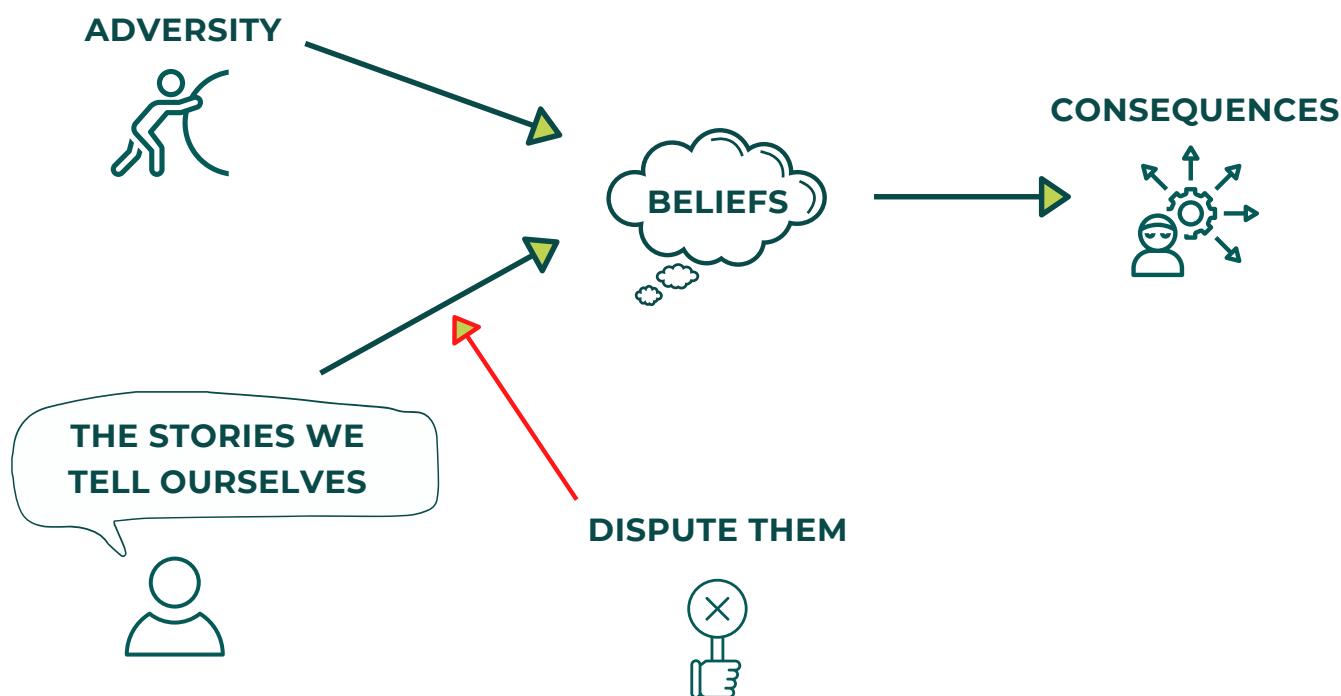 ADVERSITY
CONSEQUENCES
BELIEFS
THE STORIES WE
TELL OURSELVES
DISPUTE THEM